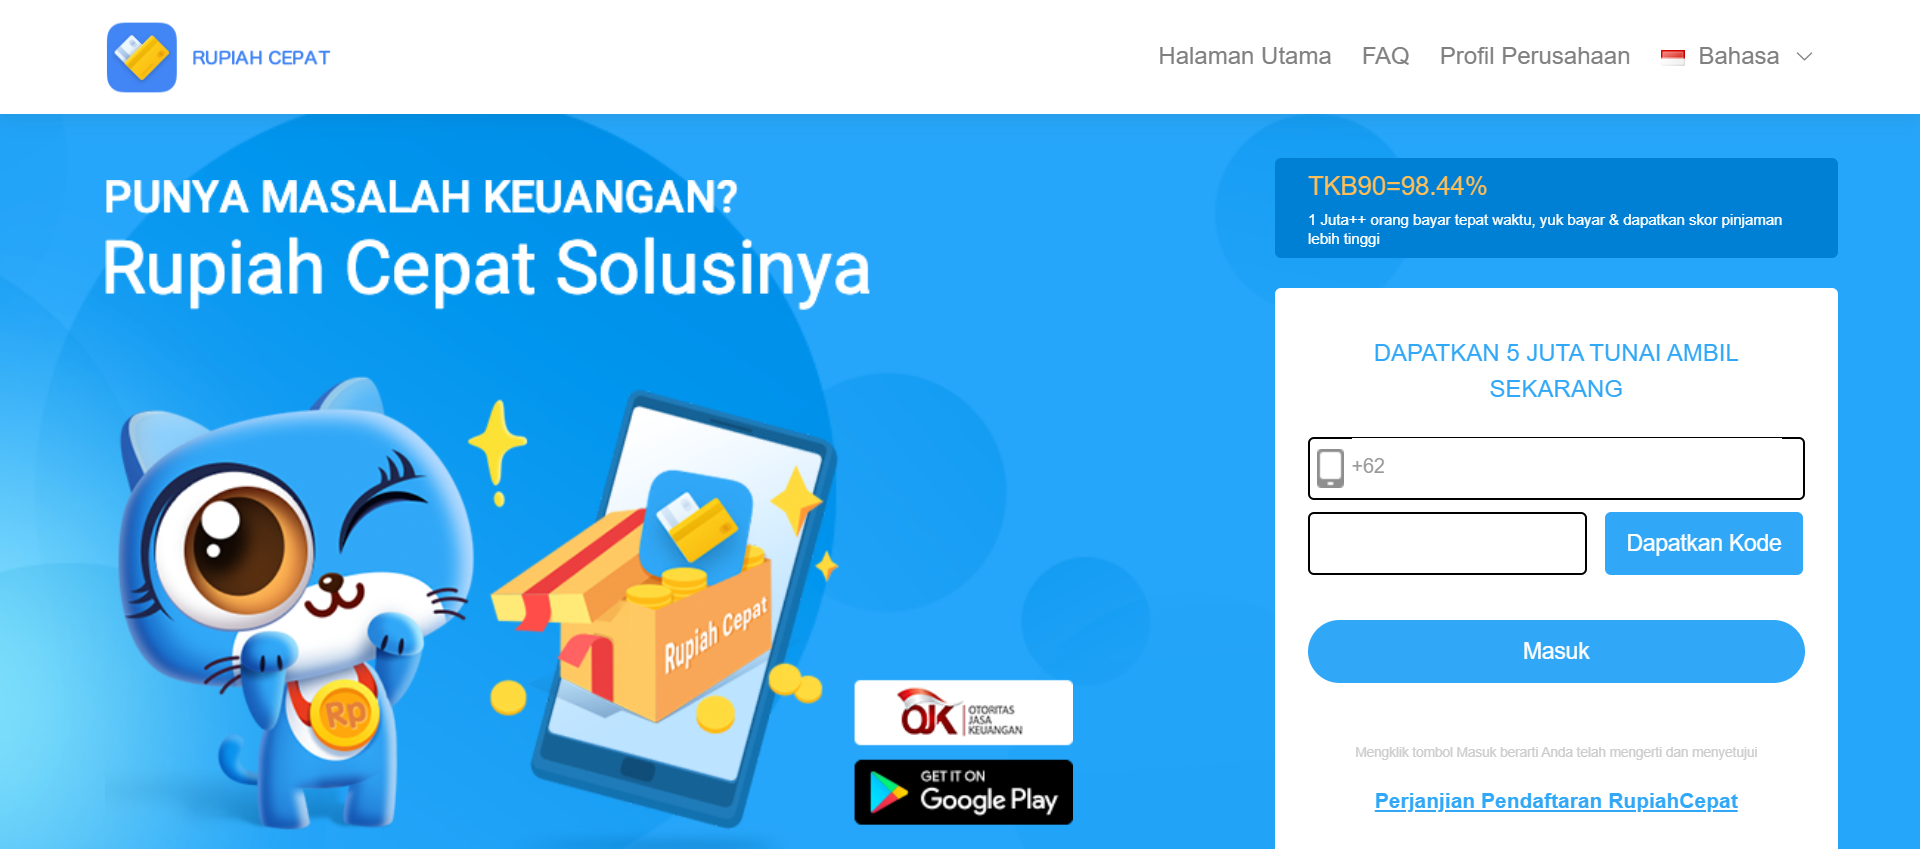 RUPIAH CEPAT
Halaman Utama
FAQ
Profil Perusahaan
Bahasa
PUNYA MASALAH KEUANGAN?
Rupiah Cepat Solusinya
Rupiah Cepat
Rp
OJK
OTORITAS
JASA
KEUANGAN
GET IT ON
Google Play
TKB90=98.44%
1 Juta++ orang bayar tepat waktu, yuk bayar & dapatkan skor pinjaman
lebih tinggi
DAPATKAN 5 JUTA TUNAI AMBIL
SEKARANG
+62
Dapatkan Kode
Masuk
Mengklik tombol Masuk berarti Anda telah mengerti dan menyetujui
Perjanjian Pendaftaran RupiahCepat